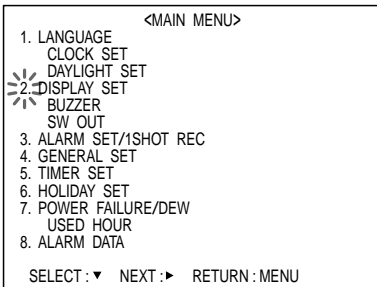 <MAIN MENU>
1. LANGUAGE
CLOCK SET
DAYLIGHT SET
2. DISPLAY SET
BUZZER
SW OUT
3. ALARM SET/1SHOT REC
4. GENERAL SET
5. TIMER SET
6. HOLIDAY SET
7. POWER FAILURE/DEW
USED HOUR
8. ALARM DATA
SELECT : ▼ NEXT : ► RETURN : MENU